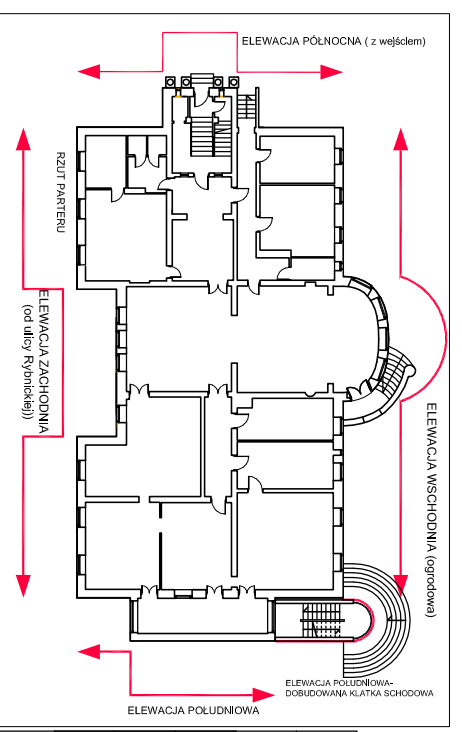 ELEWACJA PÓŁNOCNA ( z wejściem)
RZUT PARTERU
ELEWACJA ZACHODNIA
(od ulicy Rybnickiej))
ELEWACJA WSCHODNIA (ogrodowa)
ELEWACJA POŁUDNIOWA-
DOBUDOWANA KLATKA SCHODOWA
ELEWACJA POŁUDNIOWA